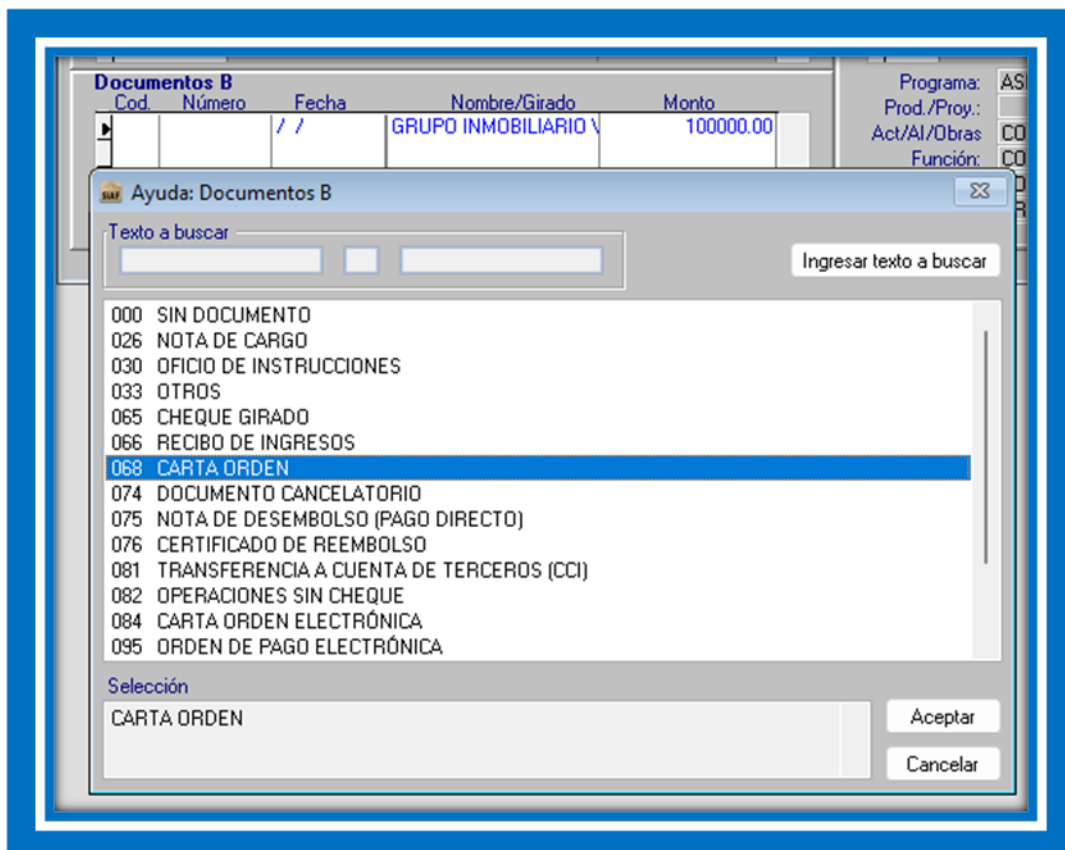 Documentos B
Cod. Número Fecha Nombre/Girado Monto
/ / GRUPO INMOBILIARIO 100000.00
Programa:
Prod./Proy.:
Act/AI/Obras CO
Función: CO
SIAF Ayuda: Documentos B
Texto a buscar
Ingresar texto a buscar
000 SIN DOCUMENTO
026 NOTA DE CARGO
030 OFICIO DE INSTRUCCIONES
033 OTROS
065 CHEQUE GIRADO
066 RECIBO DE INGRESOS
068 CARTA ORDEN
074 DOCUMENTO CANCELATORIO
075 NOTA DE DESEMBOLSO (PAGO DIRECTO)
076 CERTIFICADO DE REEMBOLSO
081 TRANSFERENCIA A CUENTA DE TERCEROS (CCI)
082 OPERACIONES SIN CHEQUE
084 CARTA ORDEN ELECTRÓNICA
095 ORDEN DE PAGO ELECTRÓNICA
Selección
CARTA ORDEN
Aceptar
Cancelar